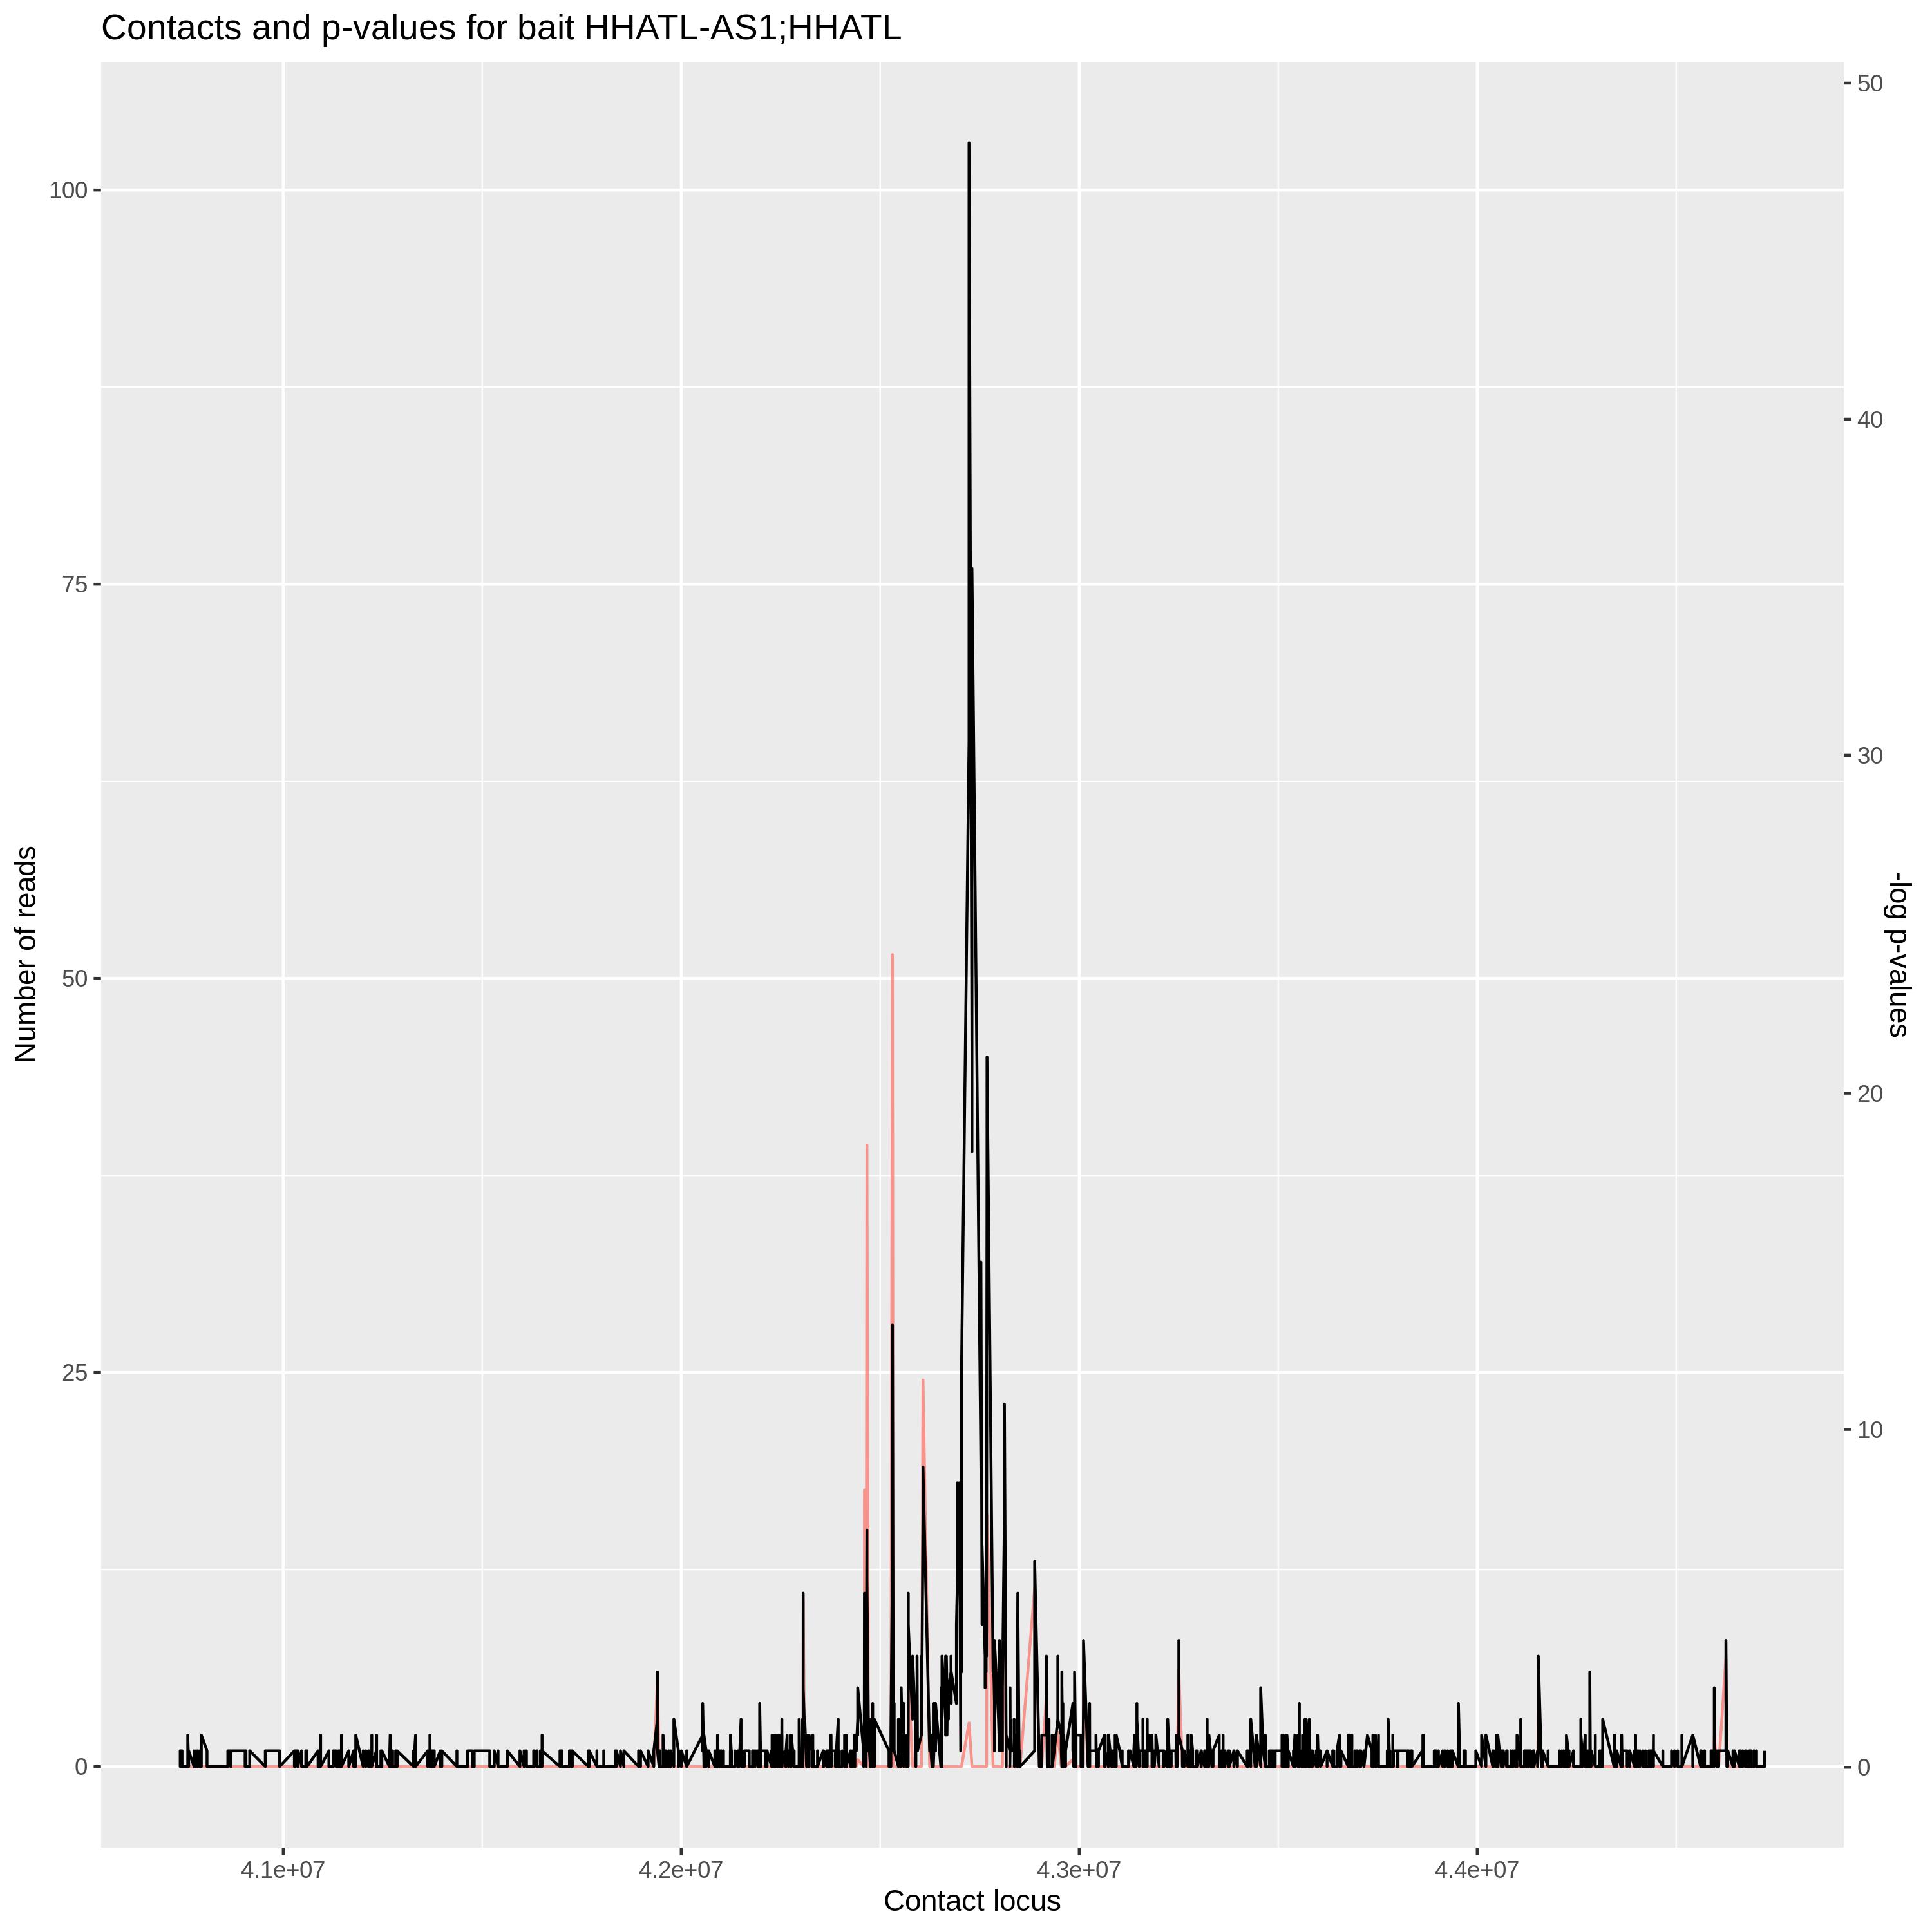 Contacts and p-values for bait HHATL-AS1;HHATL
Number of reads
100
75
50
25
0
50
40
30
20
10
0
-log p-values
4.1e+07
4.2e+07
4.3e+07
4.4e+07
Contact locus